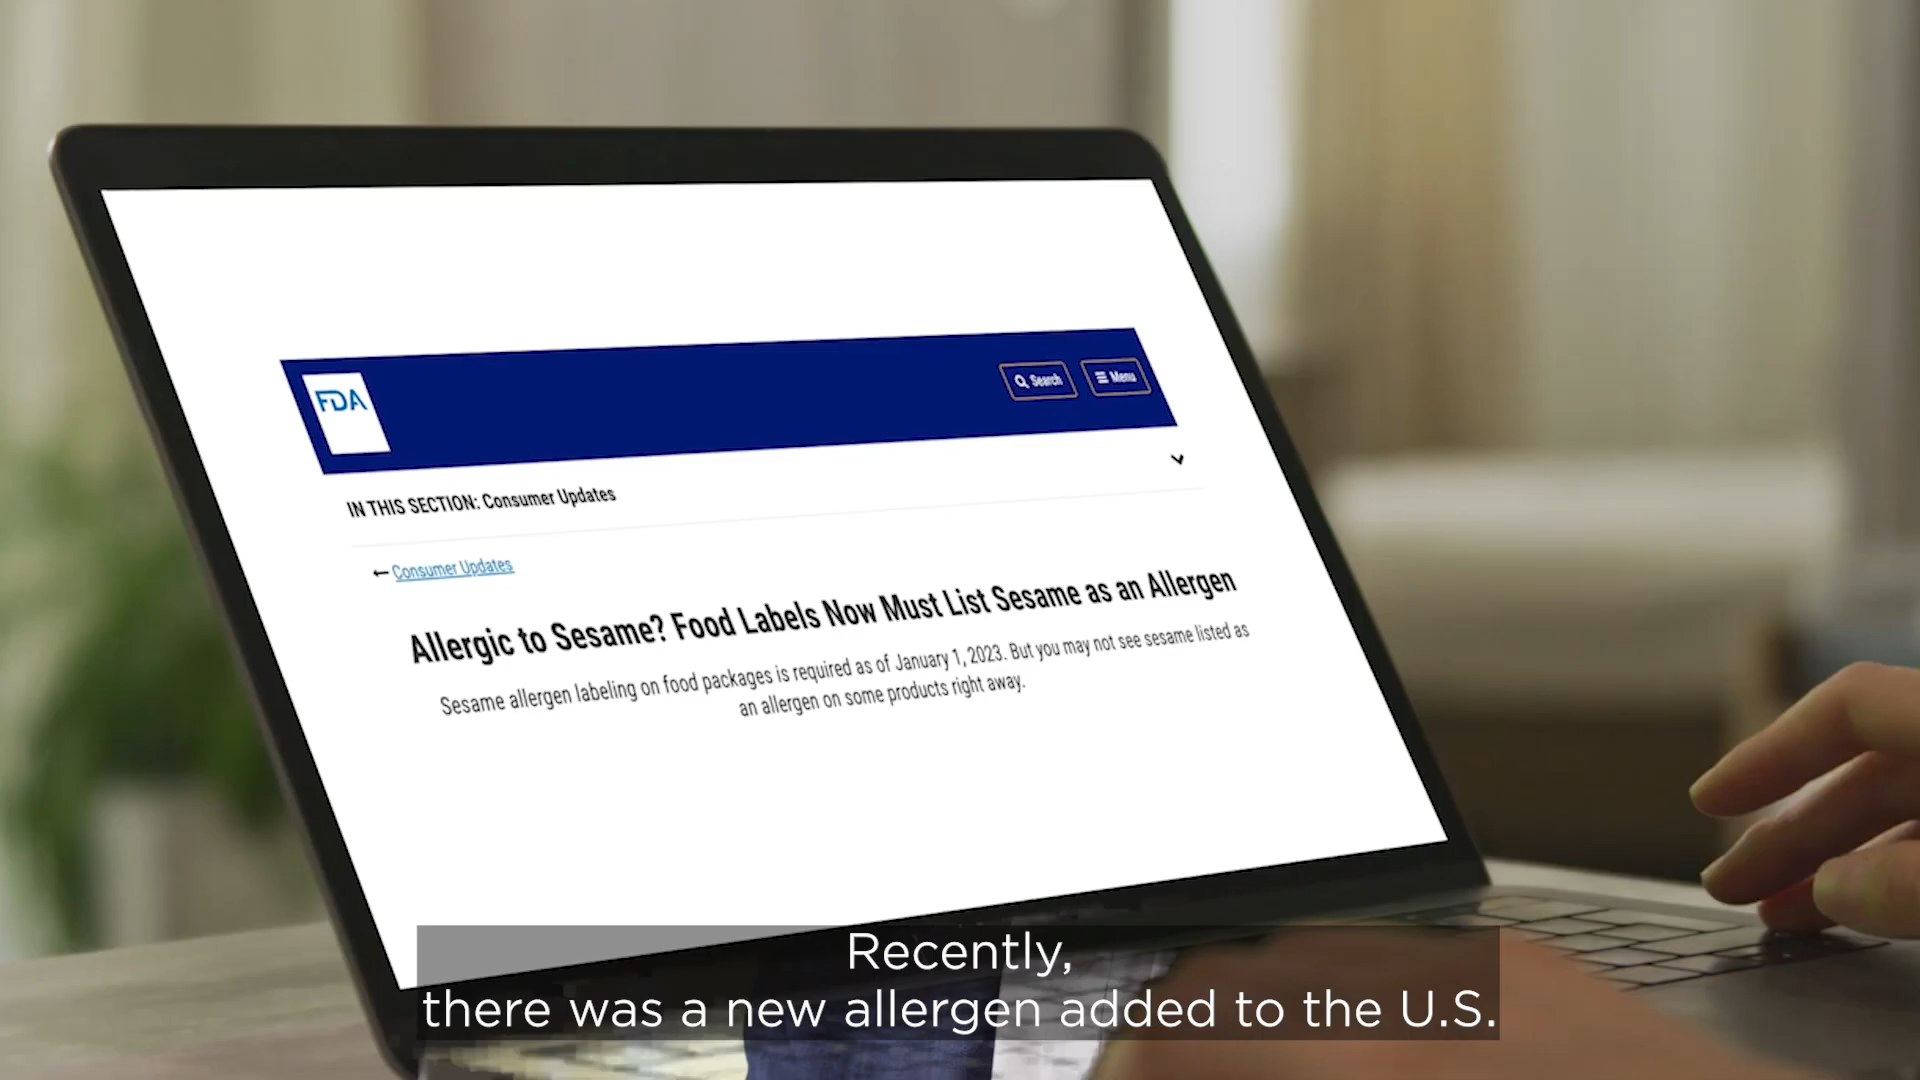 FDA
Search
Menu
IN THIS SECTION: Consumer Updates
Consumer Updates
Allergic to Sesame? Food Labels Now Must List Sesame as an Allergen
Sesame allergen labeling on food packages is required as of January 1, 2023. But you may not see sesame listed as
an allergen on some products right away.
Recently,
there was a new allergen added to the U.S.